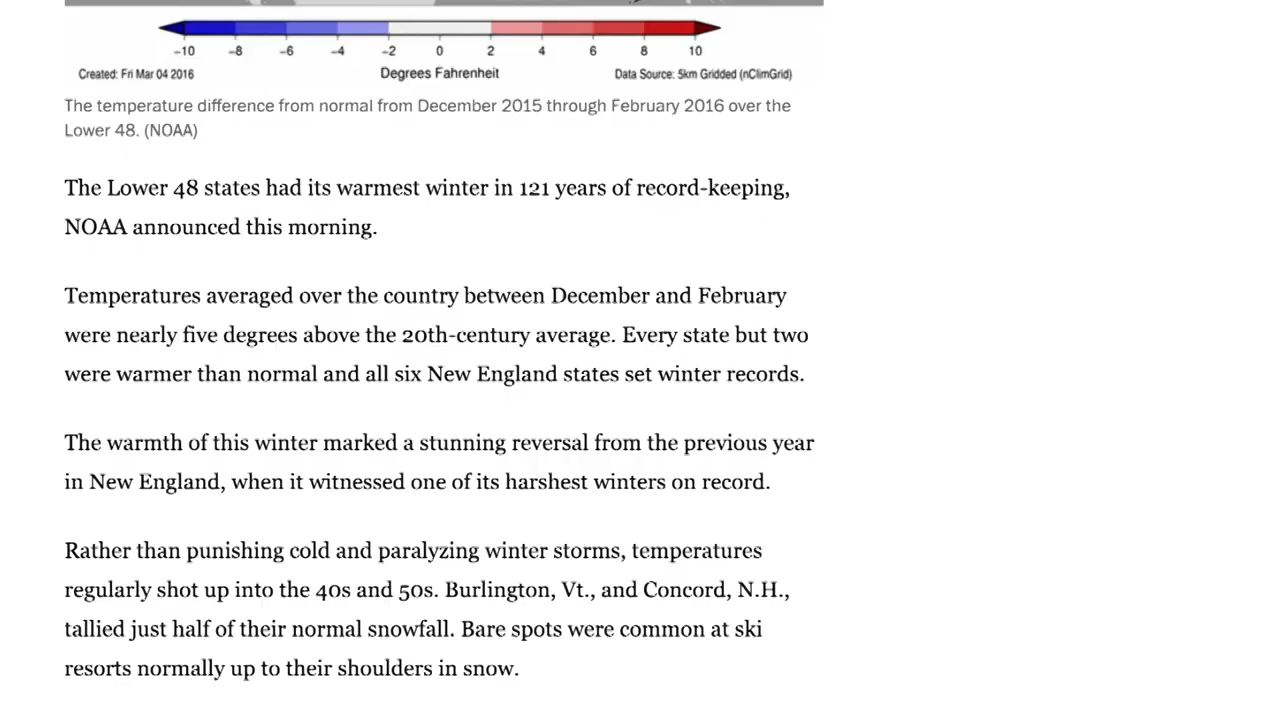 -10 -8 -6 -4 -2 0 2 4 6 8 10
Created: Fri Mar 04 2016 Degrees Fahrenheit Data Source: 5km Gridded (nClimGrid)
The temperature difference from normal from December 2015 through February 2016 over the
Lower 48. (NOAA)
The Lower 48 states had its warmest winter in 121 years of record-keeping,
NOAA announced this morning.
Temperatures averaged over the country between December and February
were nearly five degrees above the 20th-century average. Every state but two
were warmer than normal and all six New England states set winter records.
The warmth of this winter marked a stunning reversal from the previous year
in New England, when it witnessed one of its harshest winters on record.
Rather than punishing cold and paralyzing winter storms, temperatures
regularly shot up into the 40s and 50s. Burlington, Vt., and Concord, N.H.,
tallied just half of their normal snowfall. Bare spots were common at ski
resorts normally up to their shoulders in snow.